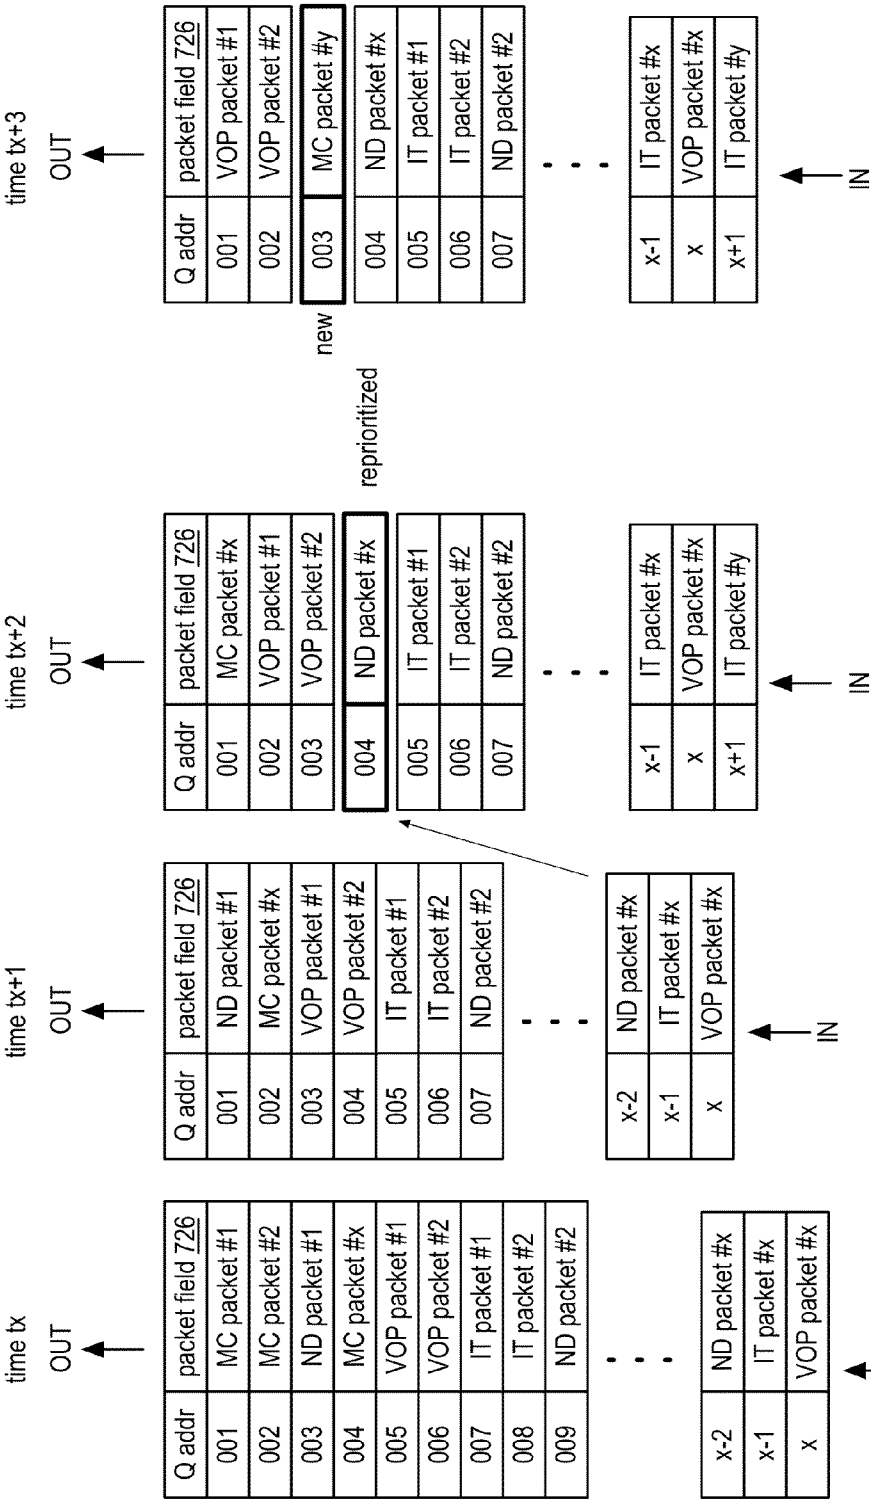 time tx
OUT
Q addr packet field 726
001 MC packet #1
002 MC packet #2
003 ND packet #1
004 MC packet #x
005 VOP packet #1
006 VOP packet #2
007 IT packet #1
008 IT packet #2
009 ND packet #2
x-2 ND packet #x
x-1 IT packet #x
x VOP packet #x
time tx+1
OUT
Q addr packet field 726
001 ND packet #1
002 MC packet #x
003 VOP packet #1
004 VOP packet #2
005 IT packet #1
006 IT packet #2
007 ND packet #2
x-2 ND packet #x
x-1 IT packet #x
x VOP packet #x
IN
time tx+2
OUT
Q addr packet field 726
001 MC packet #x
002 VOP packet #1
003 VOP packet #2
004 ND packet #x
reprioritized
005 IT packet #1
006 IT packet #2
007 ND packet #2
x-1 IT packet #x
x VOP packet #x
x+1 IT packet #y
IN
time tx+3
OUT
Q addr packet field 726
001 VOP packet #1
002 VOP packet #2
new 003 MC packet #y
004 ND packet #x
005 IT packet #1
006 IT packet #2
007 ND packet #2
x-1 IT packet #x
x VOP packet #x
x+1 IT packet #y
IN